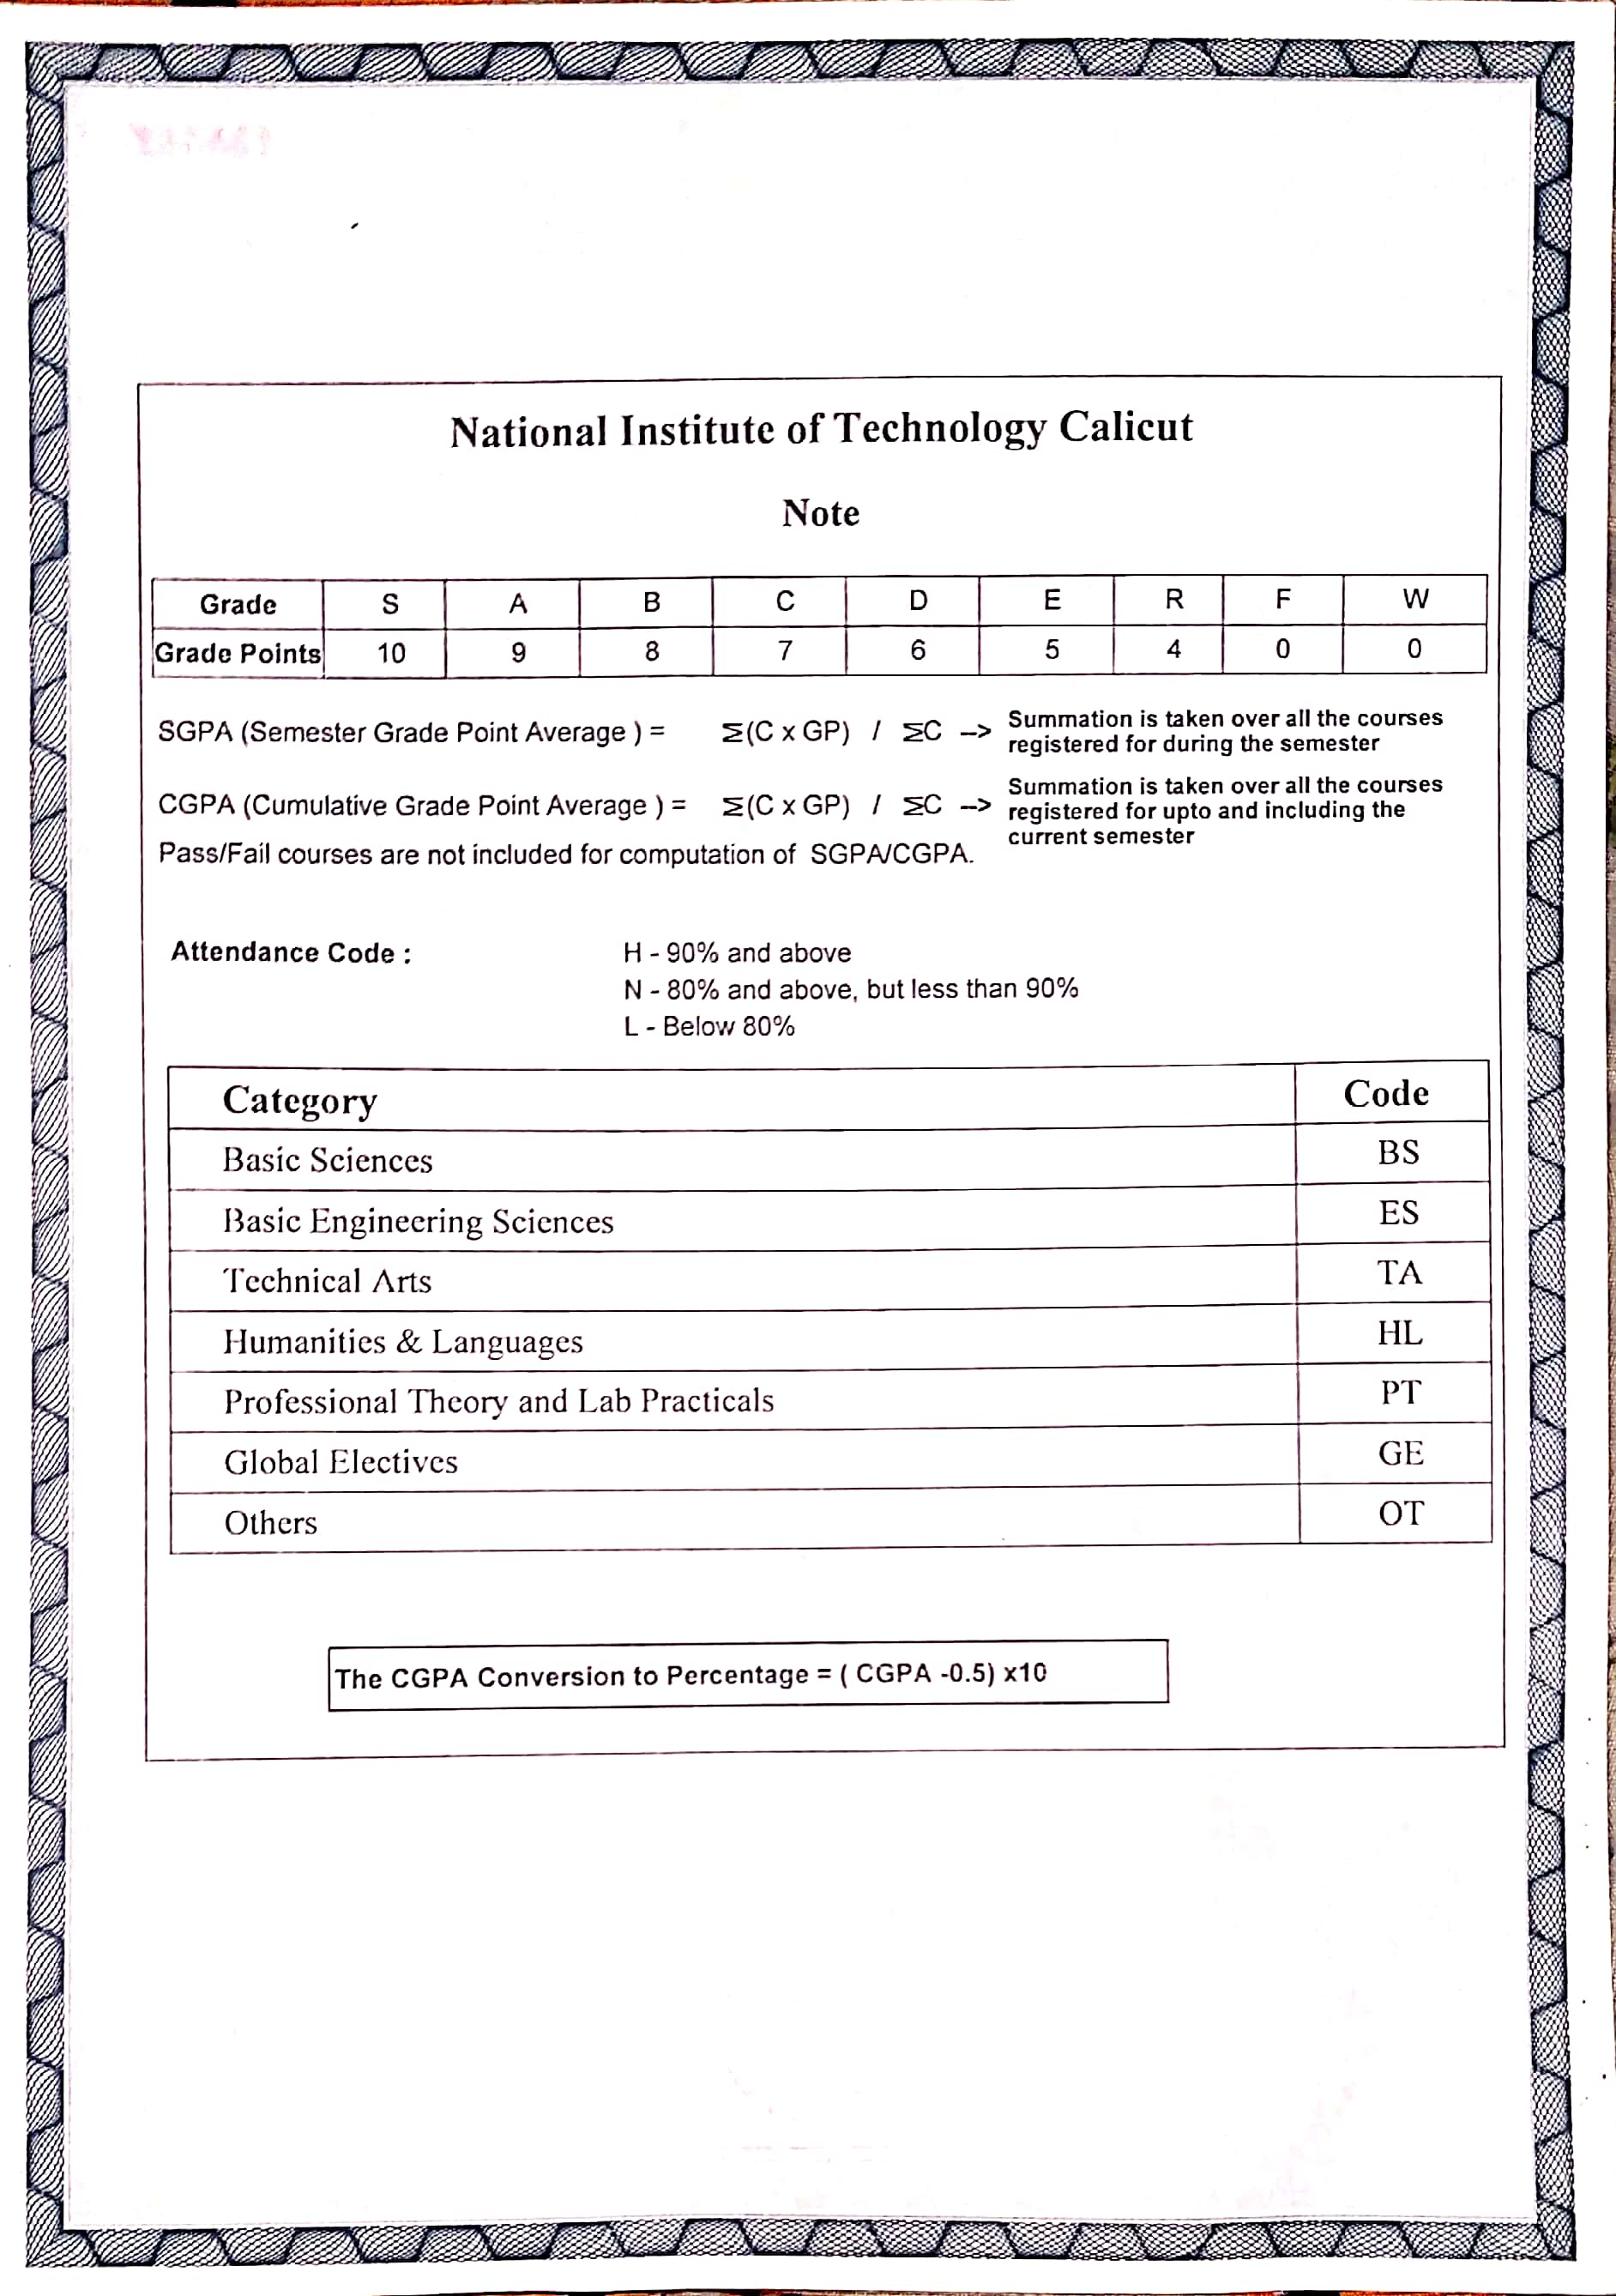 National Institute of Technology Calicut
Note
Grade S A B C D E R F W
Grade Points 10 9 8 7 6 5 4 0 0
SGPA (Semester Grade Point Average ) = Σ(C x GP) / ΣC --> Summation is taken over all the courses
registered for during the semester
CGPA (Cumulative Grade Point Average ) = Σ(C x GP) / ΣC --> Summation is taken over all the courses
registered for upto and including the
current semester
Pass/Fail courses are not included for computation of SGPA/CGPA.
Attendance Code : H - 90% and above
N - 80% and above, but less than 90%
L - Below 80%
Category Code
Basic Sciences BS
Basic Engineering Sciences ES
Technical Arts TA
Humanities & Languages HL
Professional Theory and Lab Practicals PT
Global Electives GE
Others OT
The CGPA Conversion to Percentage = ( CGPA -0.5) x10